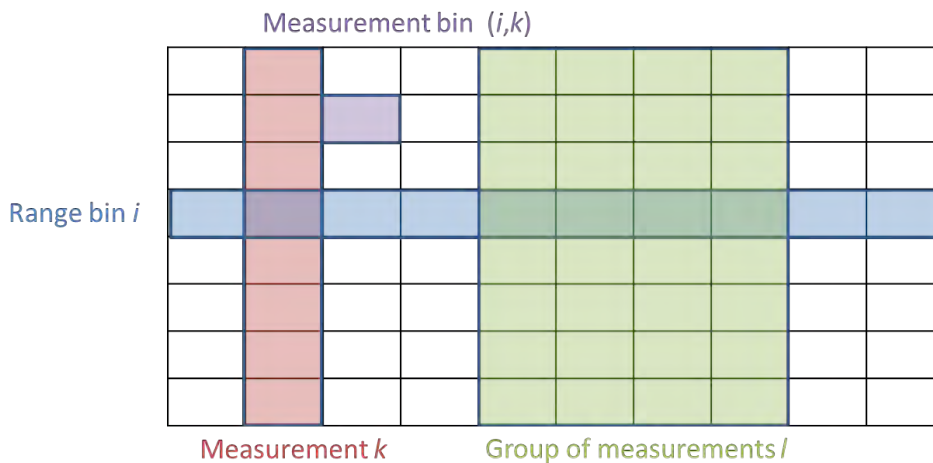 Measurement bin (i,k)
Range bin i
Measurement k
Group of measurements l